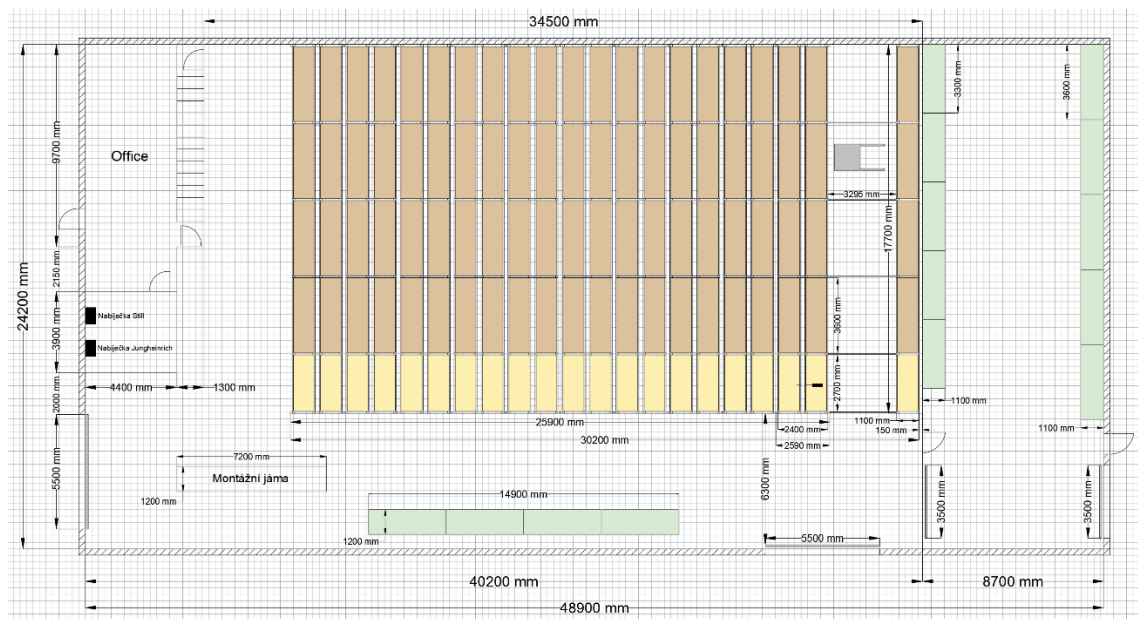 34500 mm
3300 mm
3600 mm
9700 mm
Office
3295 mm
17700 mm
2150 mm
24200 mm
Nabíječka Still
3900 mm
3600 mm
Nabíječka Jungheinrich
2000 mm
4400 mm
1300 mm
2700 mm
1100 mm
1100 mm
25900 mm
2400 mm
1100 mm
150 mm
30200 mm
2590 mm
5500 mm
7200 mm
Montážní jáma
1200 mm
6300 mm
14900 mm
3500 mm
3500 mm
1200 mm
5500 mm
40200 mm
8700 mm
48900 mm